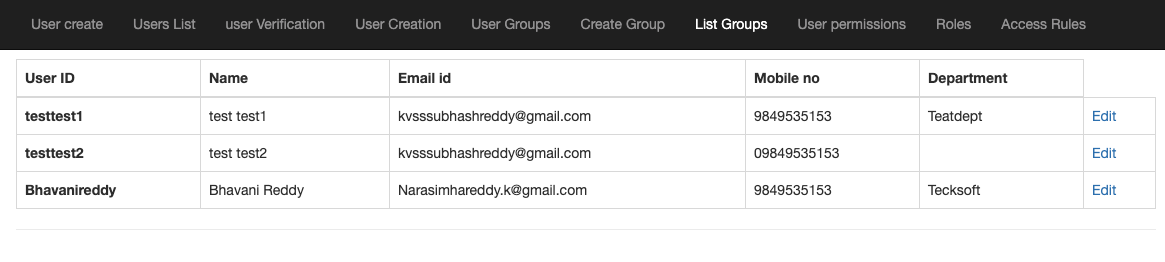 User create Users List user Verification User Creation User Groups Create Group List Groups User permissions Roles Access Rules
User ID Name Email id Mobile no Department
testtest1 test test1 kvsssubhashreddy@gmail.com 9849535153 Teatdept Edit
testtest2 test test2 kvsssubhashreddy@gmail.com 09849535153 Edit
Bhavanireddy Bhavani Reddy Narasimhareddy.k@gmail.com 9849535153 Tecksoft Edit